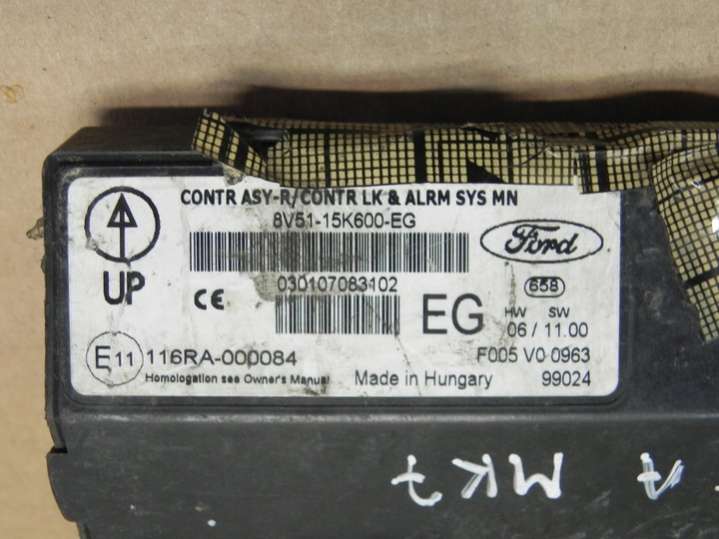 CONTR ASY-R/CONTR LK & ALRM SYS MN
8V51-15K600-EG
Ford
UP
030107083102
658
CE
EG
HW SW
06 / 11.00
E11 116RA-000084
F005 V0 0963
Homologation see Owner's Manual
Made in Hungary
99024
A
MK7